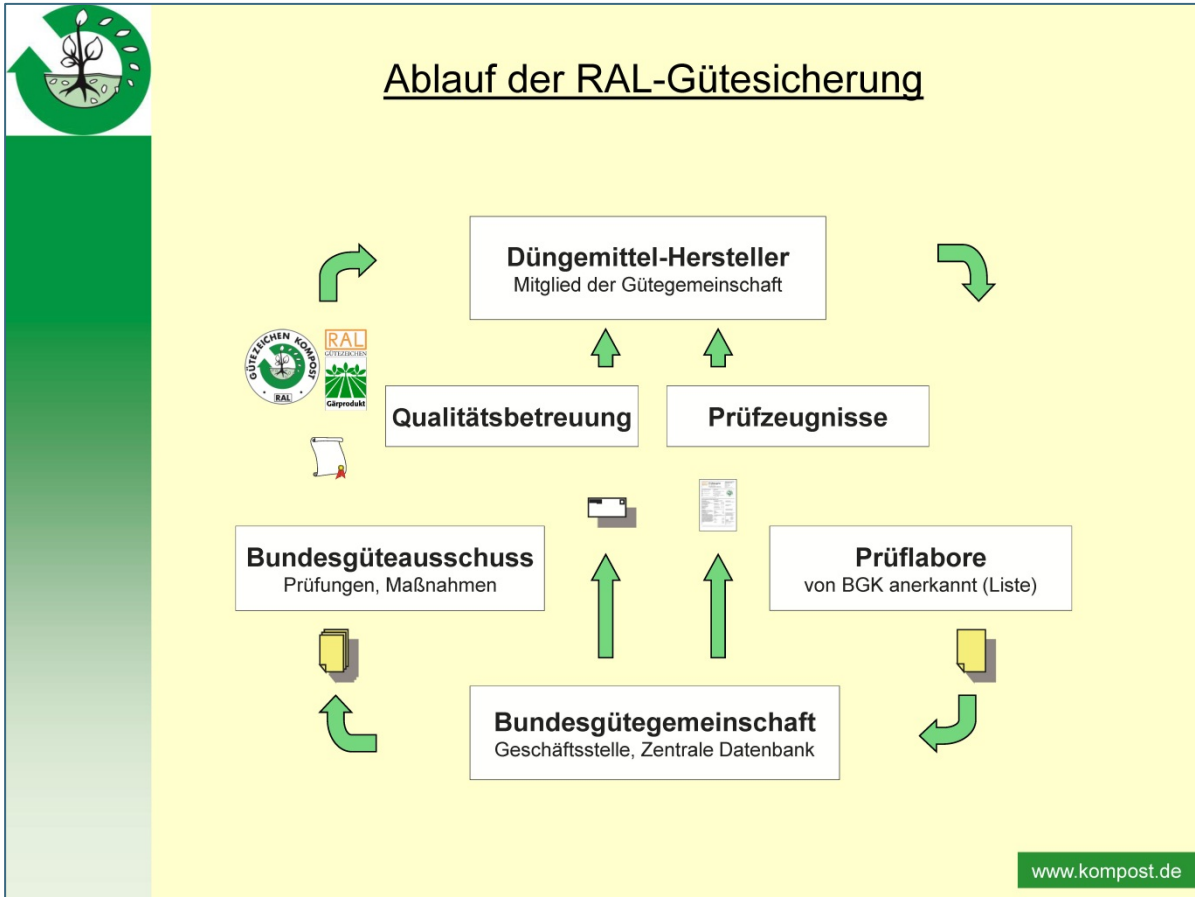 Ablauf der RAL-Gütesicherung
Düngemittel-Hersteller
Mitglied der Gütegemeinschaft
GÜTEZEICHEN KOMPOST
RAL
RAL
GÜTEZEICHEN
Gärprodukt
Qualitätsbetreuung
Prüfzeugnisse
Bundesgüteausschuss
Prüfungen, Maßnahmen
Prüflabore
von BGK anerkannt (Liste)
Bundesgütegemeinschaft
Geschäftsstelle, Zentrale Datenbank
www.kompost.de